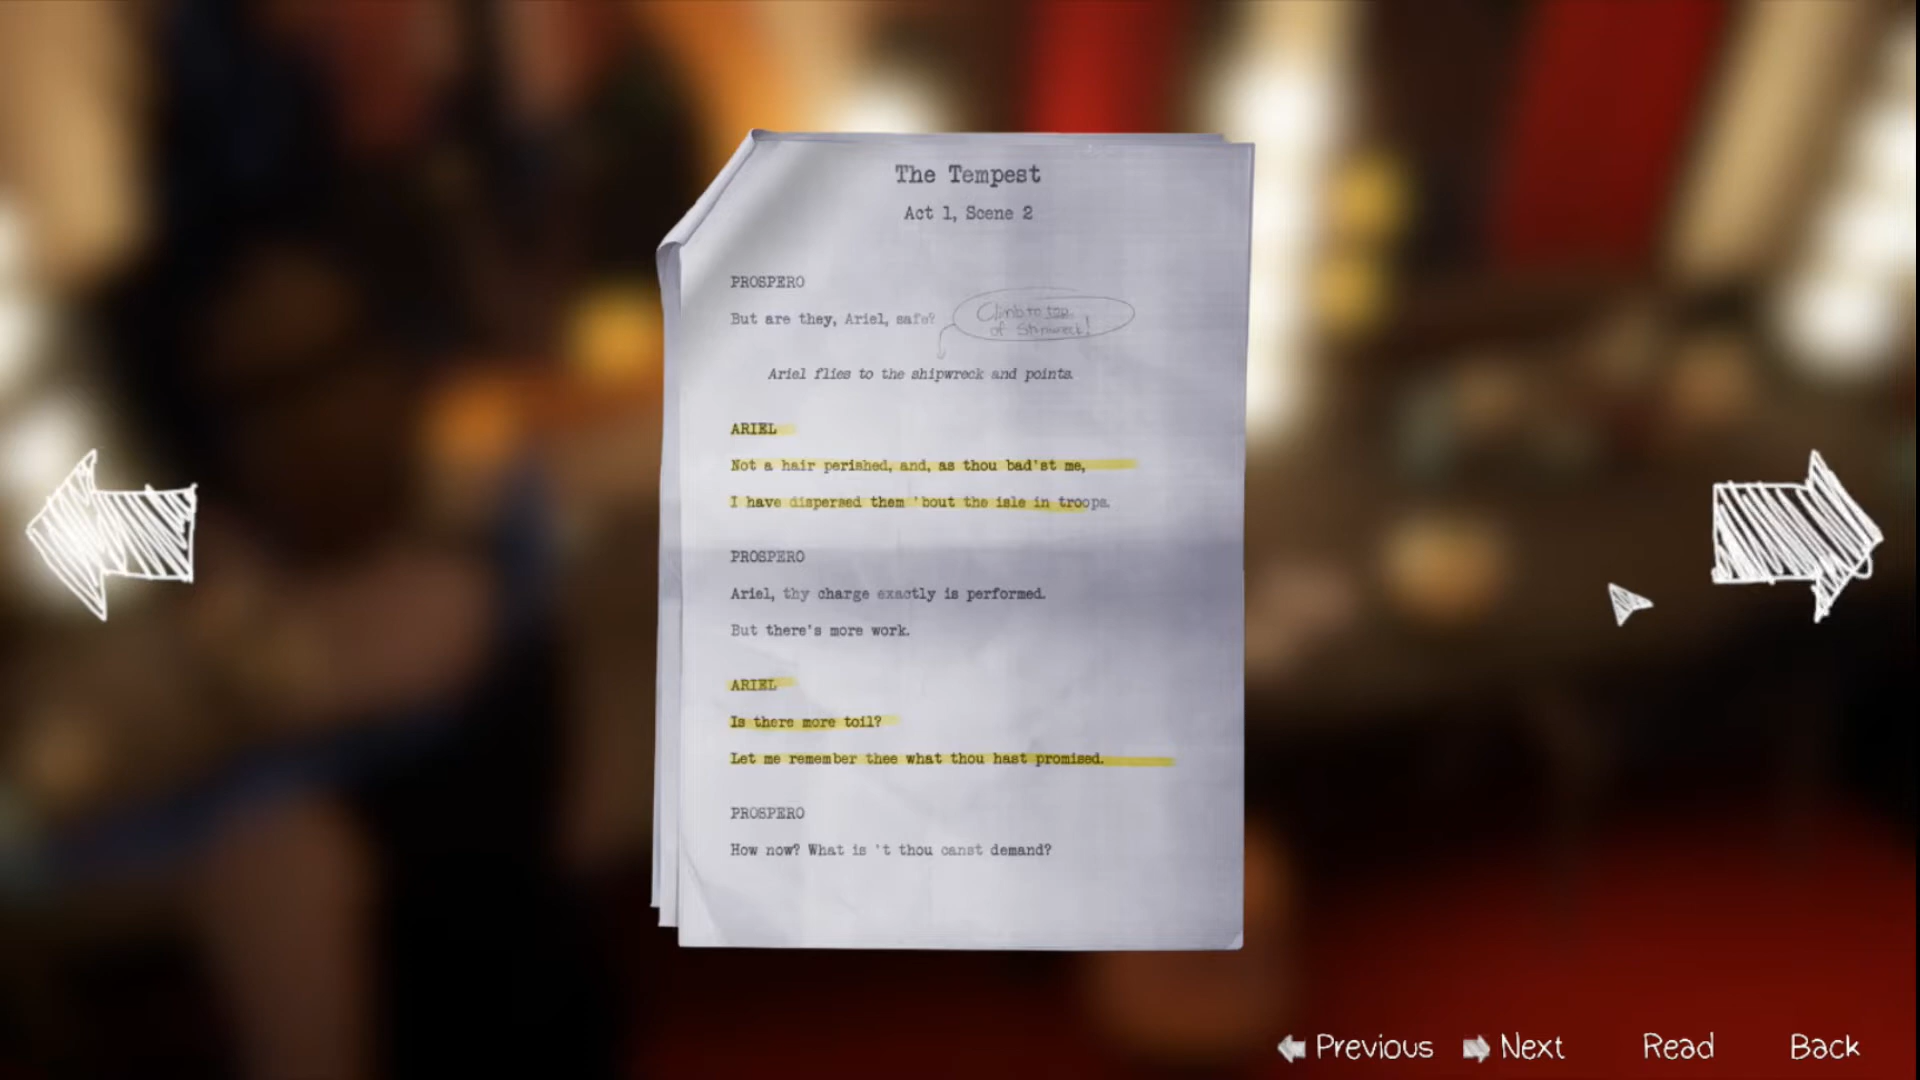 The Tempest
Act 1, Scene 2
PROSPERO
But are they, Ariel, safe?
Climb to top
of Shipwreck!
Ariel flies to the shipwreck and points.
ARIEL
Not a hair perished, and, as thou bad'st me,
I have dispersed them 'bout the isle in troops.
PROSPERO
Ariel, thy charge exactly is performed.
But there's more work.
ARIEL
Is there more toil?
Let me remember thee what thou hast promised.
PROSPERO
How now? What is 't thou canst demand?
Previous Next Read Back